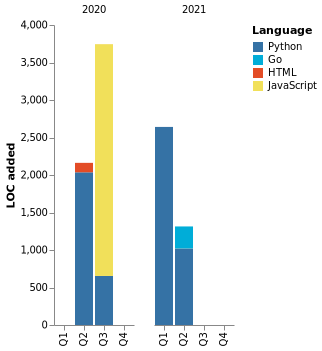 2020 2021
Language
Python
Go
HTML
JavaScript
LOC added
4,000
3,500
3,000
2,500
2,000
1,500
1,000
500
0
Q1 Q2 Q3 Q4 Q1 Q2 Q3 Q4